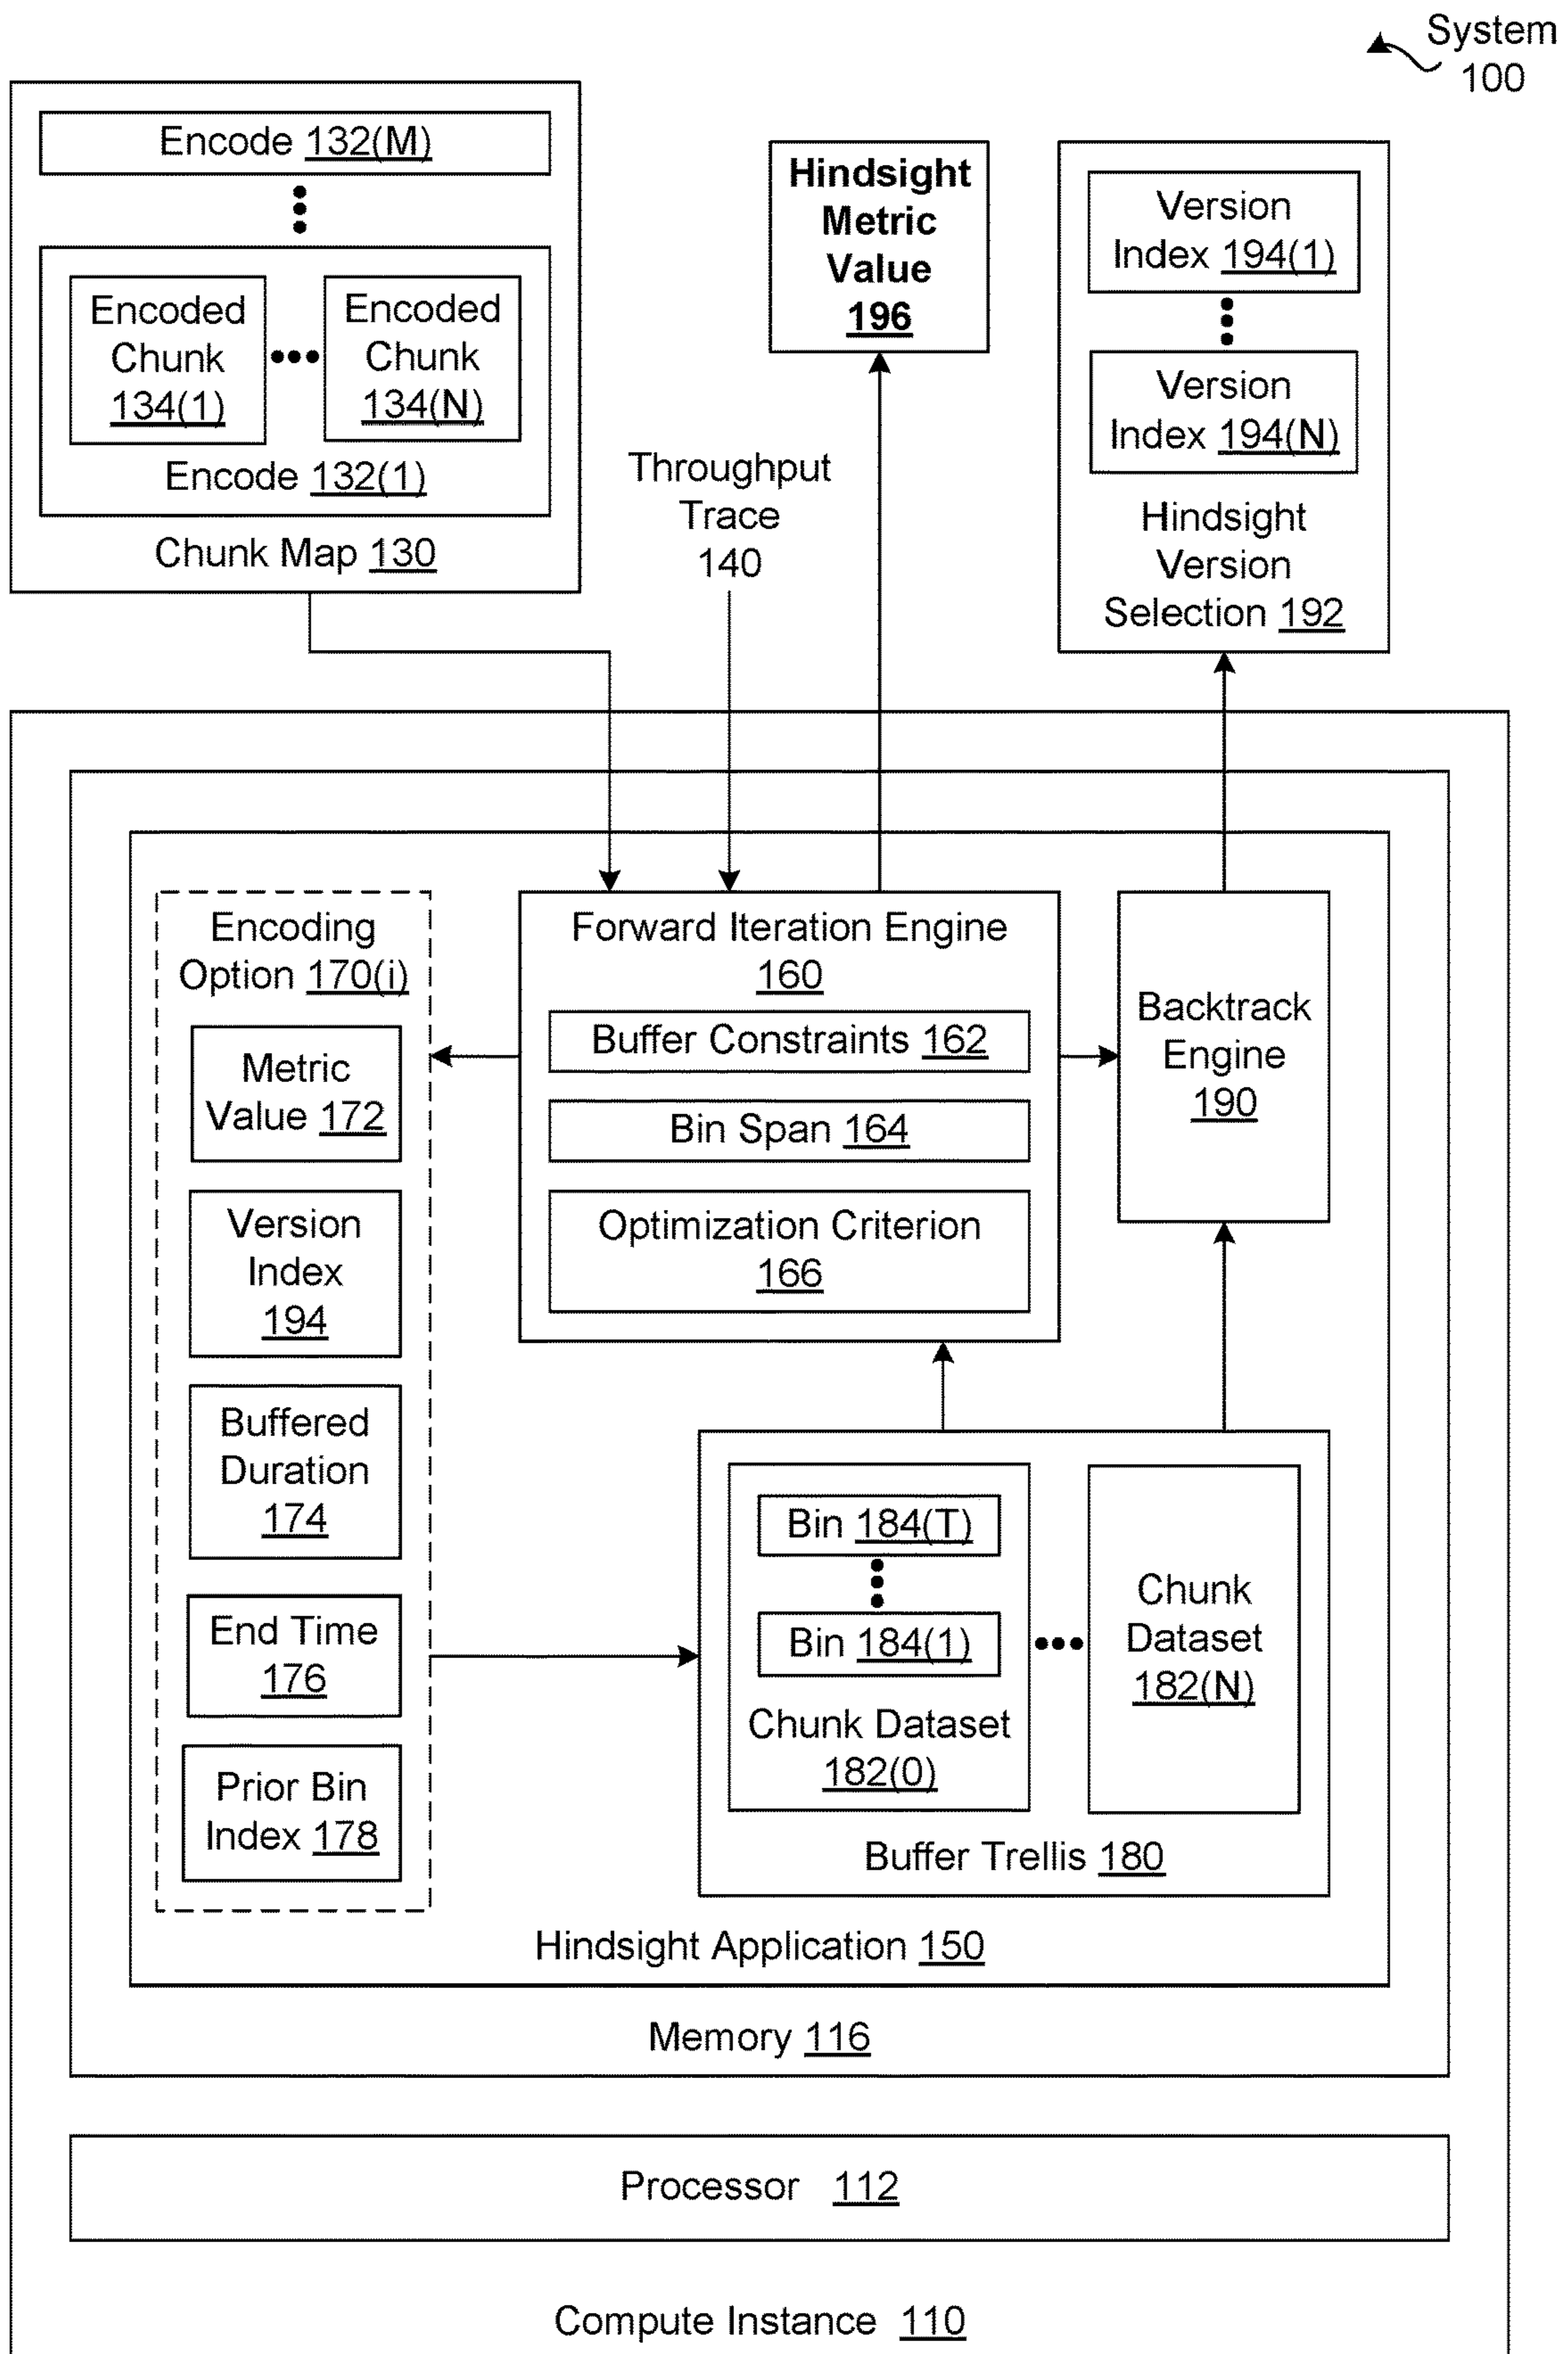 System
100
Encode 132(M)
Encoded
Chunk
134(1)
Encoded
Chunk
134(N)
Encode 132(1)
Chunk Map 130
Throughput
Trace
140
Hindsight
Metric
Value
196
Version
Index 194(1)
Version
Index 194(N)
Hindsight
Version
Selection 192
Encoding
Option 170(i)
Metric
Value 172
Version
Index
194
Buffered
Duration
174
End Time
176
Prior Bin
Index 178
Forward Iteration Engine
160
Buffer Constraints 162
Bin Span 164
Optimization Criterion
166
Backtrack
Engine
190
Bin 184(T)
Bin 184(1)
Chunk Dataset
182(0)
Chunk
Dataset
182(N)
Buffer Trellis 180
Hindsight Application 150
Memory 116
Processor 112
Compute Instance 110